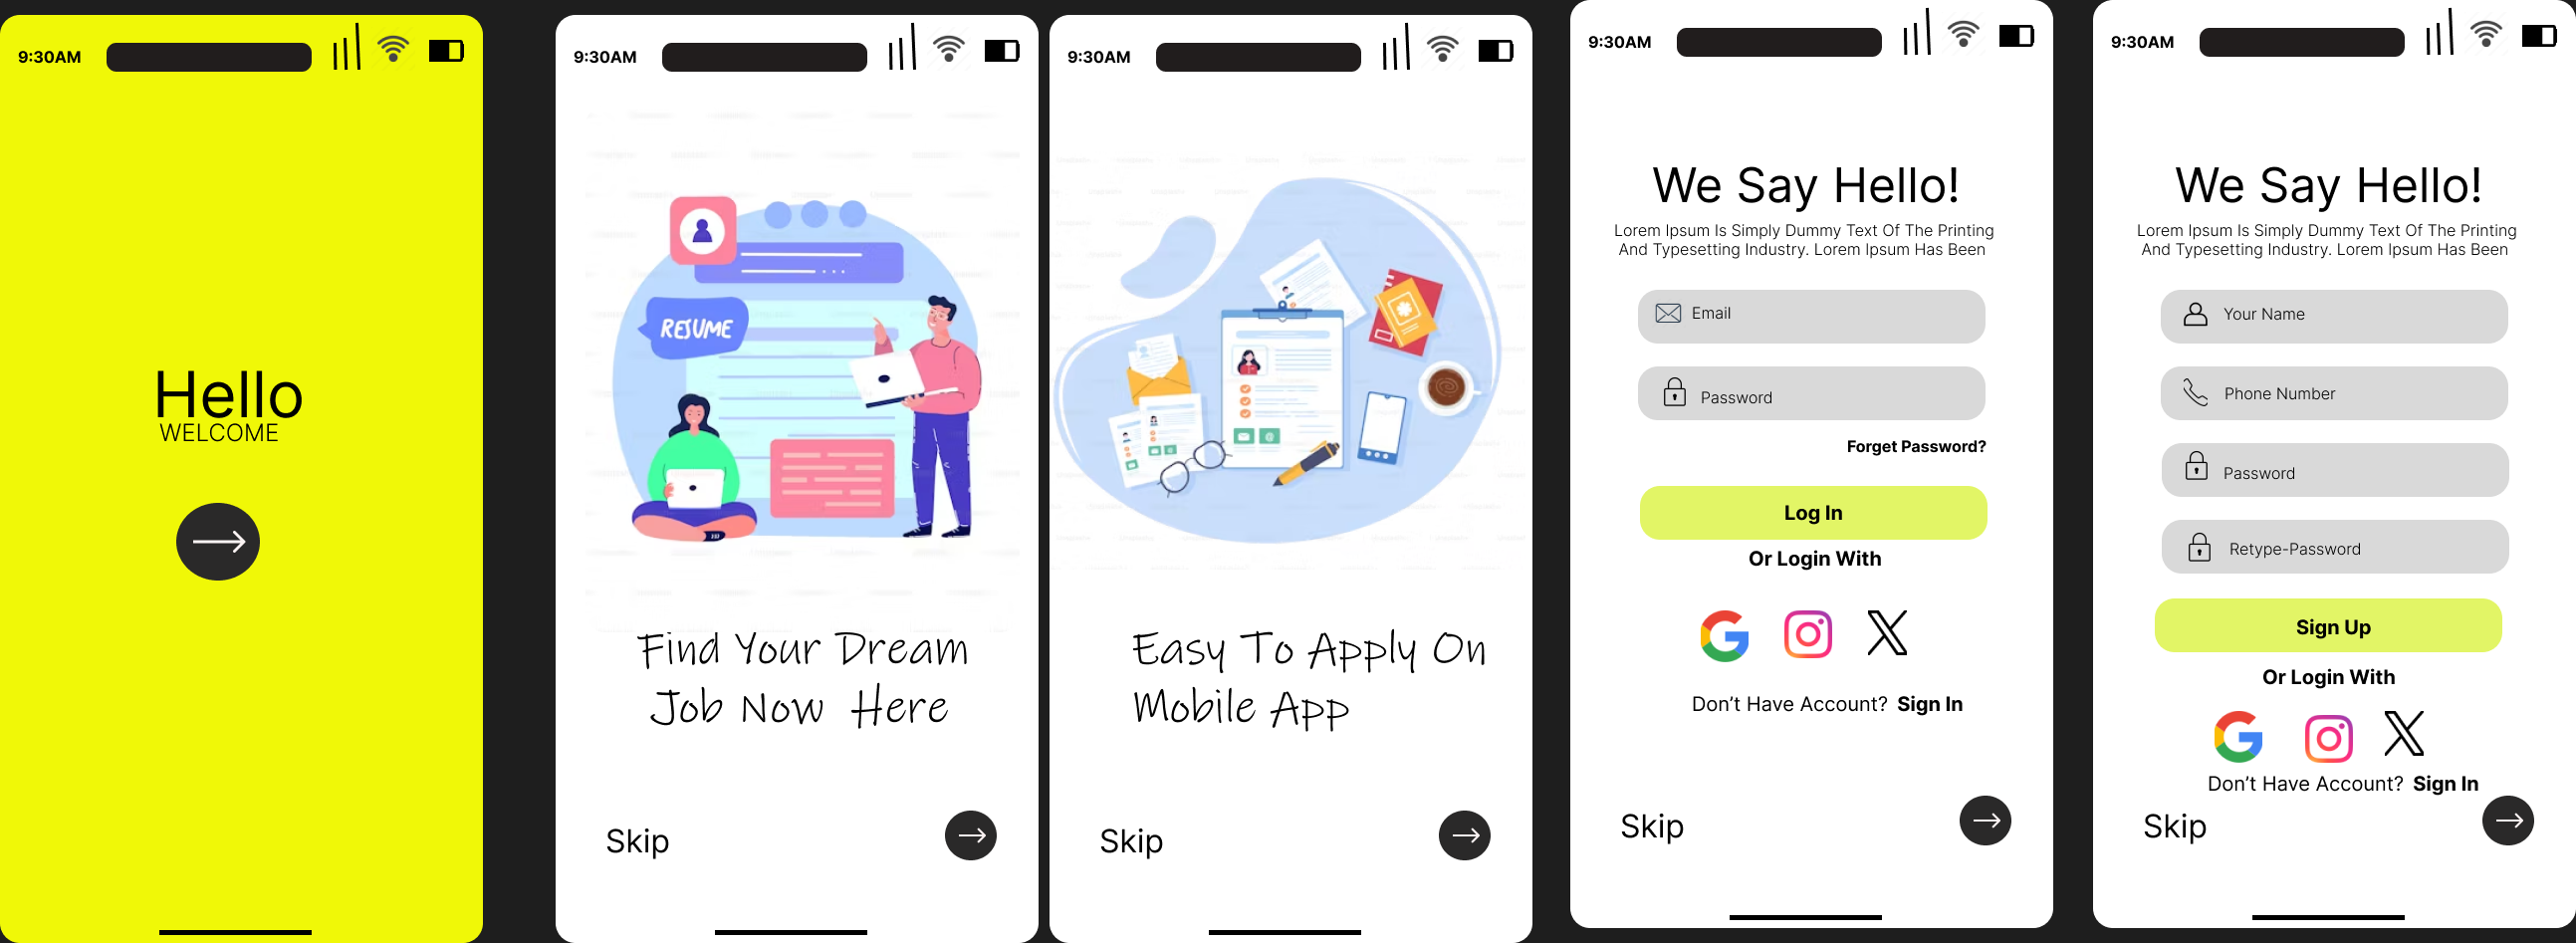 9:30AM
Hello
WELCOME
9:30AM
RESUME
Find Your Dream
Job Now Here
Skip
9:30AM
Easy To Apply On
Mobile App
Skip
9:30AM
We Say Hello!
Lorem Ipsum Is Simply Dummy Text Of The Printing
And Typesetting Industry. Lorem Ipsum Has Been
Email
Password
Forget Password?
Log In
Or Login With
Don't Have Account? Sign In
Skip
9:30AM
We Say Hello!
Lorem Ipsum Is Simply Dummy Text Of The Printing
And Typesetting Industry. Lorem Ipsum Has Been
Your Name
Phone Number
Password
Retype-Password
Sign Up
Or Login With
Don't Have Account? Sign In
Skip